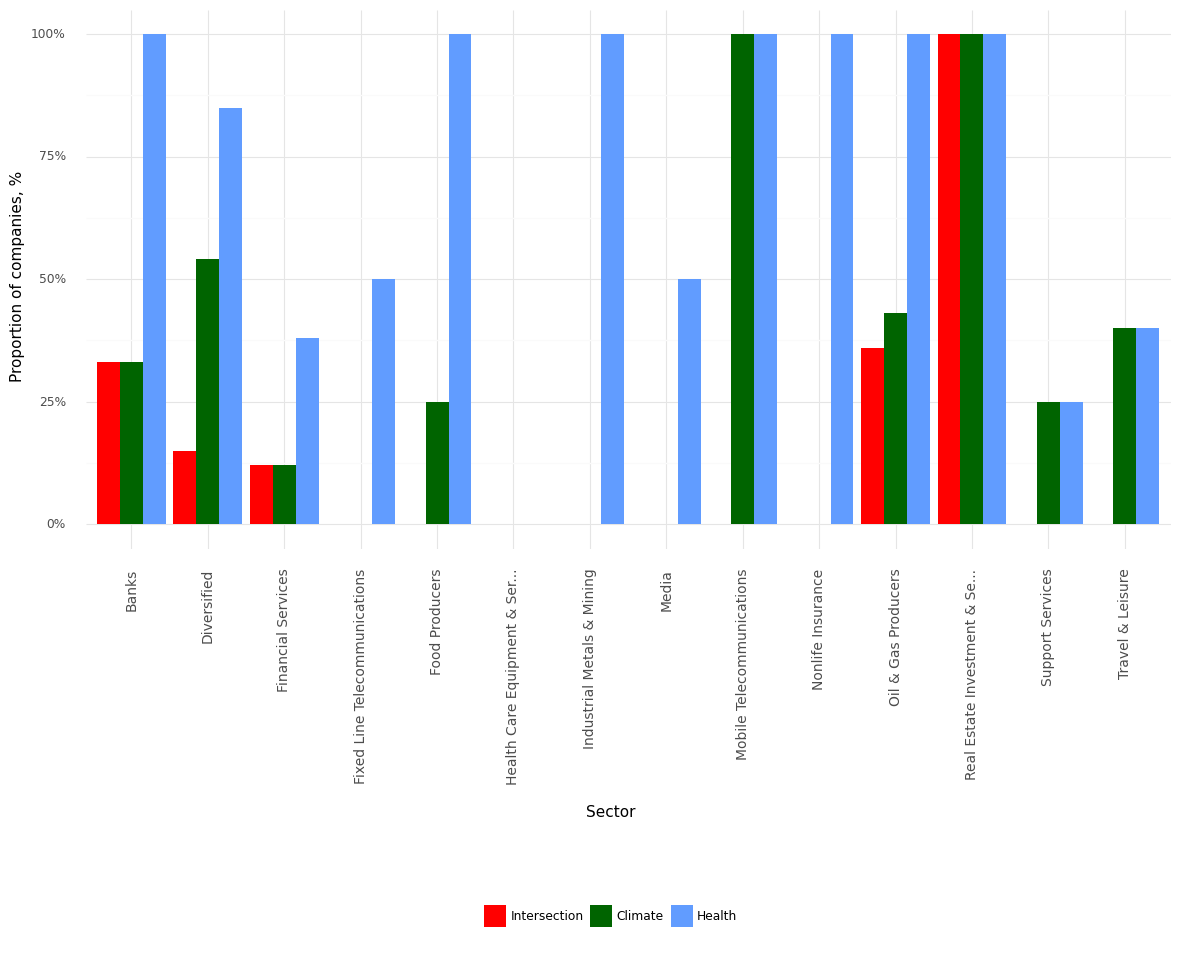 Proportion of companies, %
100%
75%
50%
25%
0%
Banks
Diversified
Financial Services
Fixed Line Telecommunications
Food Producers
Health Care Equipment & Ser...
Industrial Metals & Mining
Media
Mobile Telecommunications
Nonlife Insurance
Oil & Gas Producers
Real Estate Investment & Se...
Support Services
Travel & Leisure
Sector
Intersection Climate Health